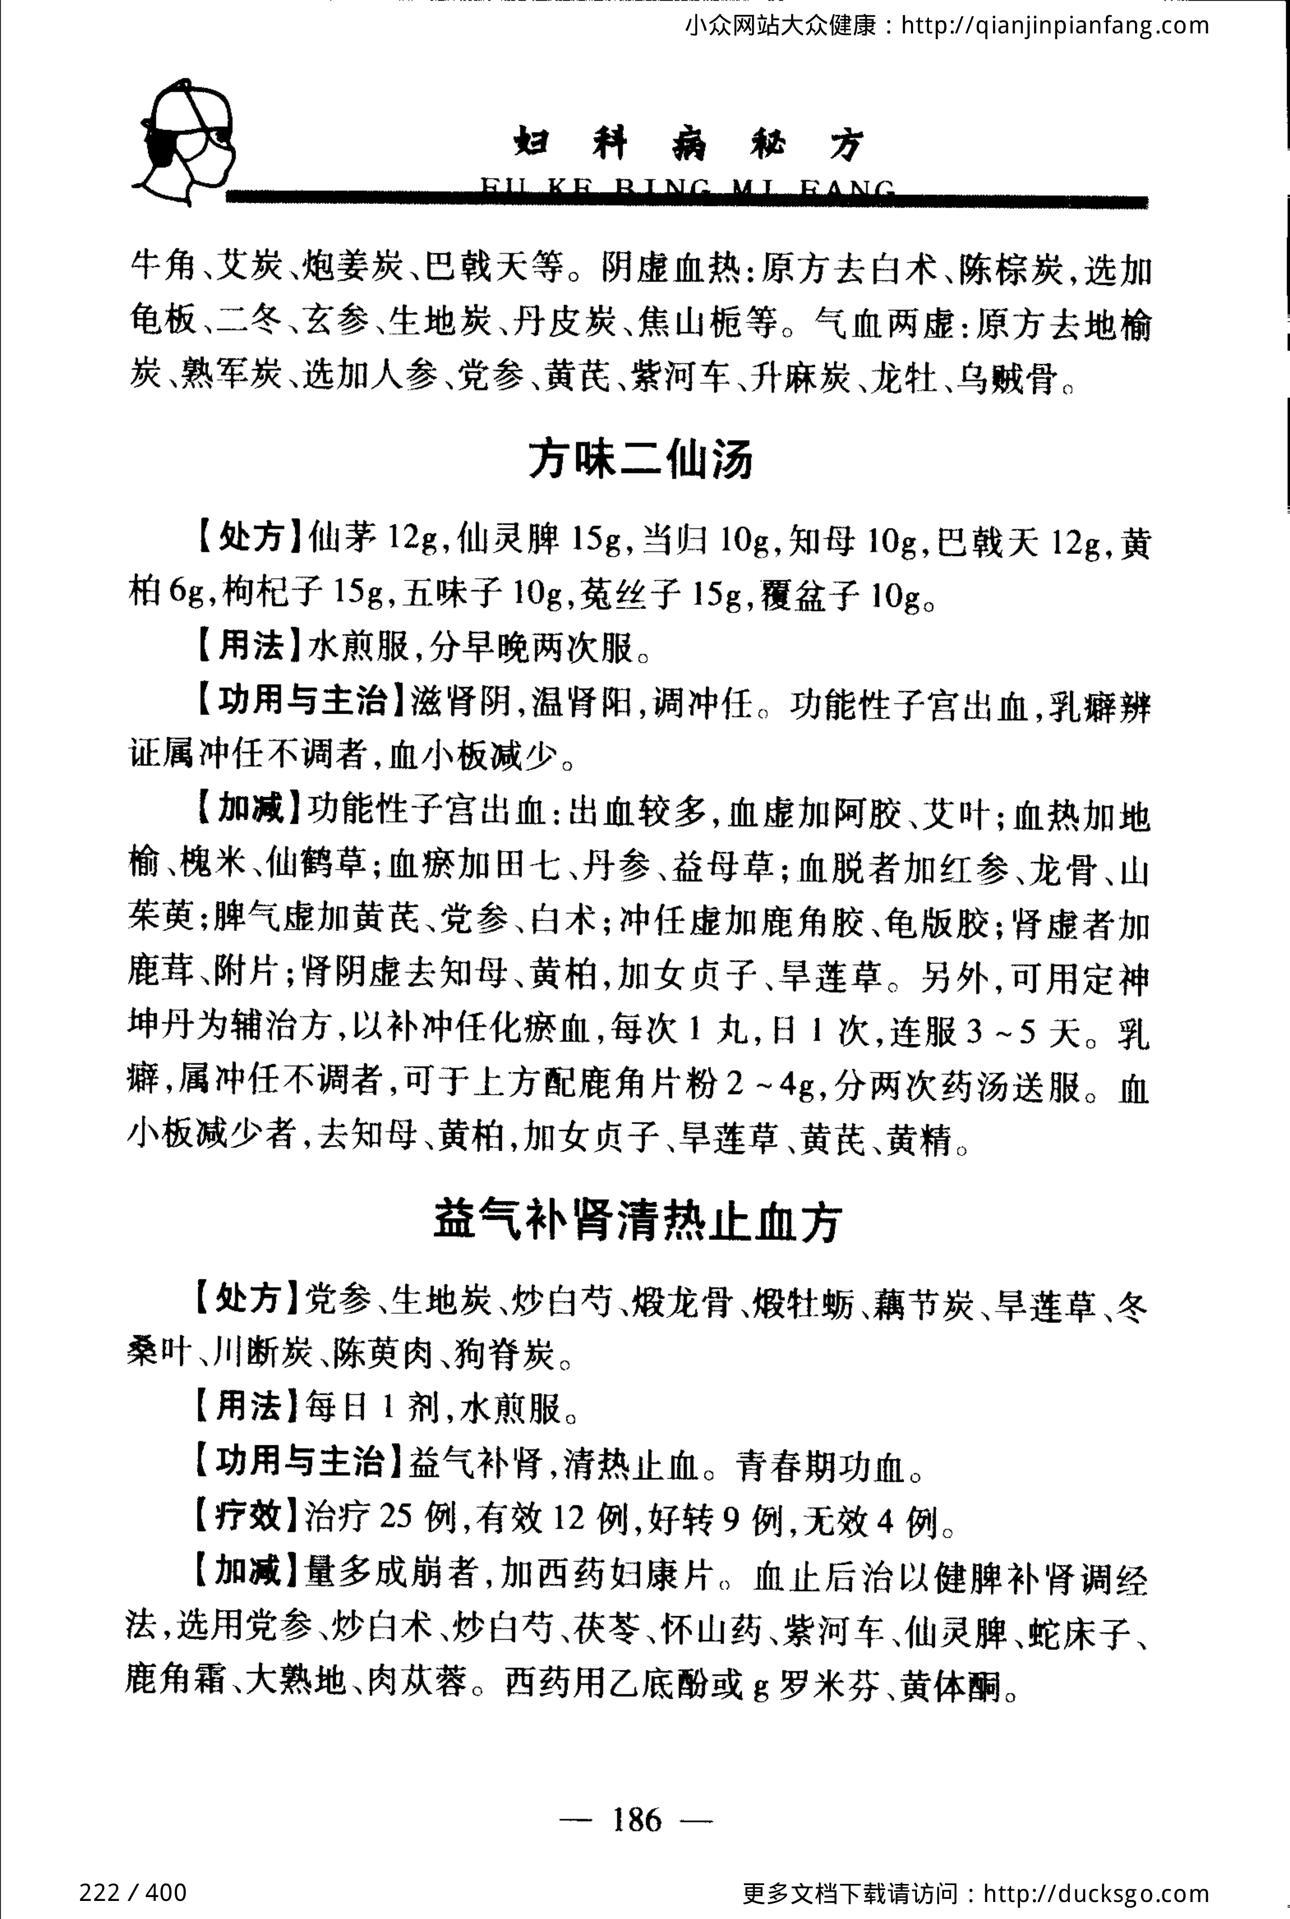 小众网站大众健康：http://qianjinpianfang.com
妇科病秘方
FU KE BING MI FANG
牛角、艾炭、炮姜炭、巴戟天等。阴虚血热：原方去白术、陈棕炭，选加
龟板、二冬、玄参、生地炭、丹皮炭、焦山栀等。气血两虚：原方去地榆
炭、熟军炭、选加人参、党参、黄芪、紫河车、升麻炭、龙牡、乌贼骨。
方味二仙汤
【处方】仙茅 12g，仙灵脾 15g，当归 10g，知母 10g，巴戟天 12g，黄
柏 6g，枸杞子 15g，五味子 10g，菟丝子 15g，覆盆子 10g。
【用法】水煎服，分早晚两次服。
【功用与主治】滋肾阴，温肾阳，调冲任。功能性子宫出血，乳癖辨
证属冲任不调者，血小板减少。
【加减】功能性子宫出血：出血较多，血虚加阿胶、艾叶；血热加地
榆、槐米、仙鹤草；血瘀加田七、丹参、益母草；血脱者加红参、龙骨、山
茱萸；脾气虚加黄芪、党参、白术；冲任虚加鹿角胶、龟版胶；肾虚者加
鹿茸、附片；肾阴虚去知母、黄柏，加女贞子、旱莲草。另外，可用定神
坤丹为辅治方，以补冲任化瘀血，每次 1 丸，日 1 次，连服 3 ~ 5 天。乳
癖，属冲任不调者，可于上方配鹿角片粉 2 ~ 4g，分两次药汤送服。血
小板减少者，去知母、黄柏，加女贞子、旱莲草、黄芪、黄精。
益气补肾清热止血方
【处方】党参、生地炭、炒白芍、煅龙骨、煅牡蛎、藕节炭、旱莲草、冬
桑叶、川断炭、陈萸肉、狗脊炭。
【用法】每日 1 剂，水煎服。
【功用与主治】益气补肾，清热止血。青春期功血。
【疗效】治疗 25 例，有效 12 例，好转 9 例，无效 4 例。
【加减】量多成崩者，加西药妇康片。血止后治以健脾补肾调经
法，选用党参、炒白术、炒白芍、茯苓、怀山药、紫河车、仙灵脾、蛇床子、
鹿角霜、大熟地、肉苁蓉。西药用乙底酚或 g 罗米芬、黄体酮。
— 186 —
222 / 400
更多文档下载请访问：http://ducksgo.com